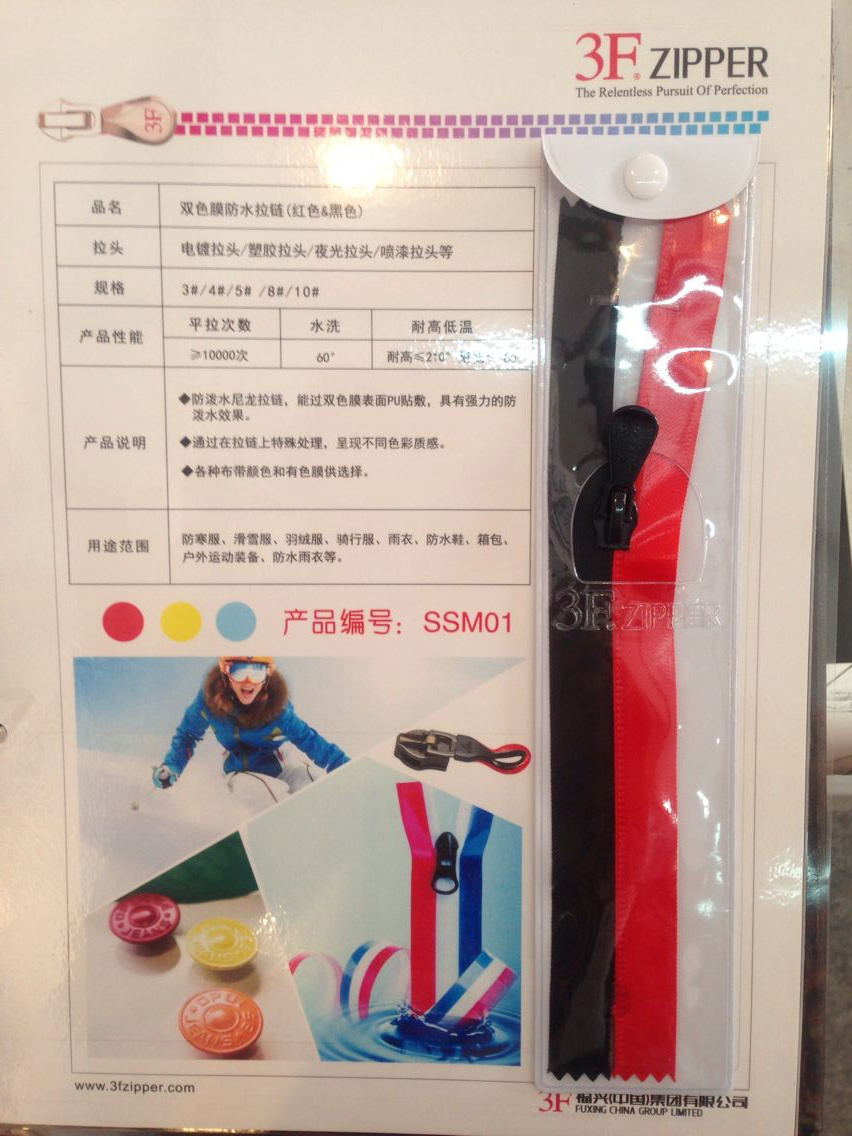 3F® ZIPPER
The Relentless Pursuit Of Perfection
3F
品名
双色膜防水拉链(红色&黑色)
拉头
电镀拉头/塑胶拉头/夜光拉头/喷漆拉头等
规格
3#/4#/5# /8#/10#
产品性能
平拉次数
水洗
耐高低温
≥10000次
60°
耐高≤210°
产品说明
◆防泼水尼龙拉链，能过双色膜表面PU贴敷，具有强力的防
泼水效果。
◆通过在拉链上特殊处理，呈现不同色彩质感。
◆各种布带颜色和有色膜供选择。
用途范围
防寒服、滑雪服、羽绒服、骑行服、雨衣、防水鞋、箱包、
户外运动装备、防水雨衣等。
产品编号：SSM01
3F ZIPPER
OPU
JEANS
www.3fzipper.com
3F 福兴(中国)集团有限公司
FUXING CHINA GROUP LIMITED